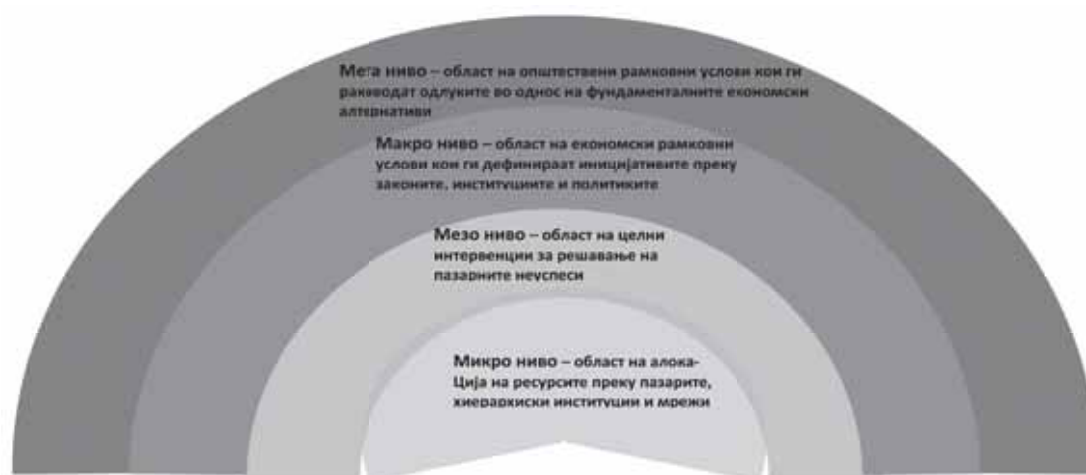 Мета ниво – област на општествени рамковни услови кои ги
раководат одлуките во однос на фундаменталните економски
алтернативи
Макро ниво – област на економски рамковни
услови кои ги дефинираат иницијативите преку
законите, институциите и политиките
Мезо ниво – област на целни
интервенции за решавање на
пазарните неуспеси
Микро ниво – област на алока-
Ција на ресурсите преку пазарите,
хиерархиски институции и мрежи